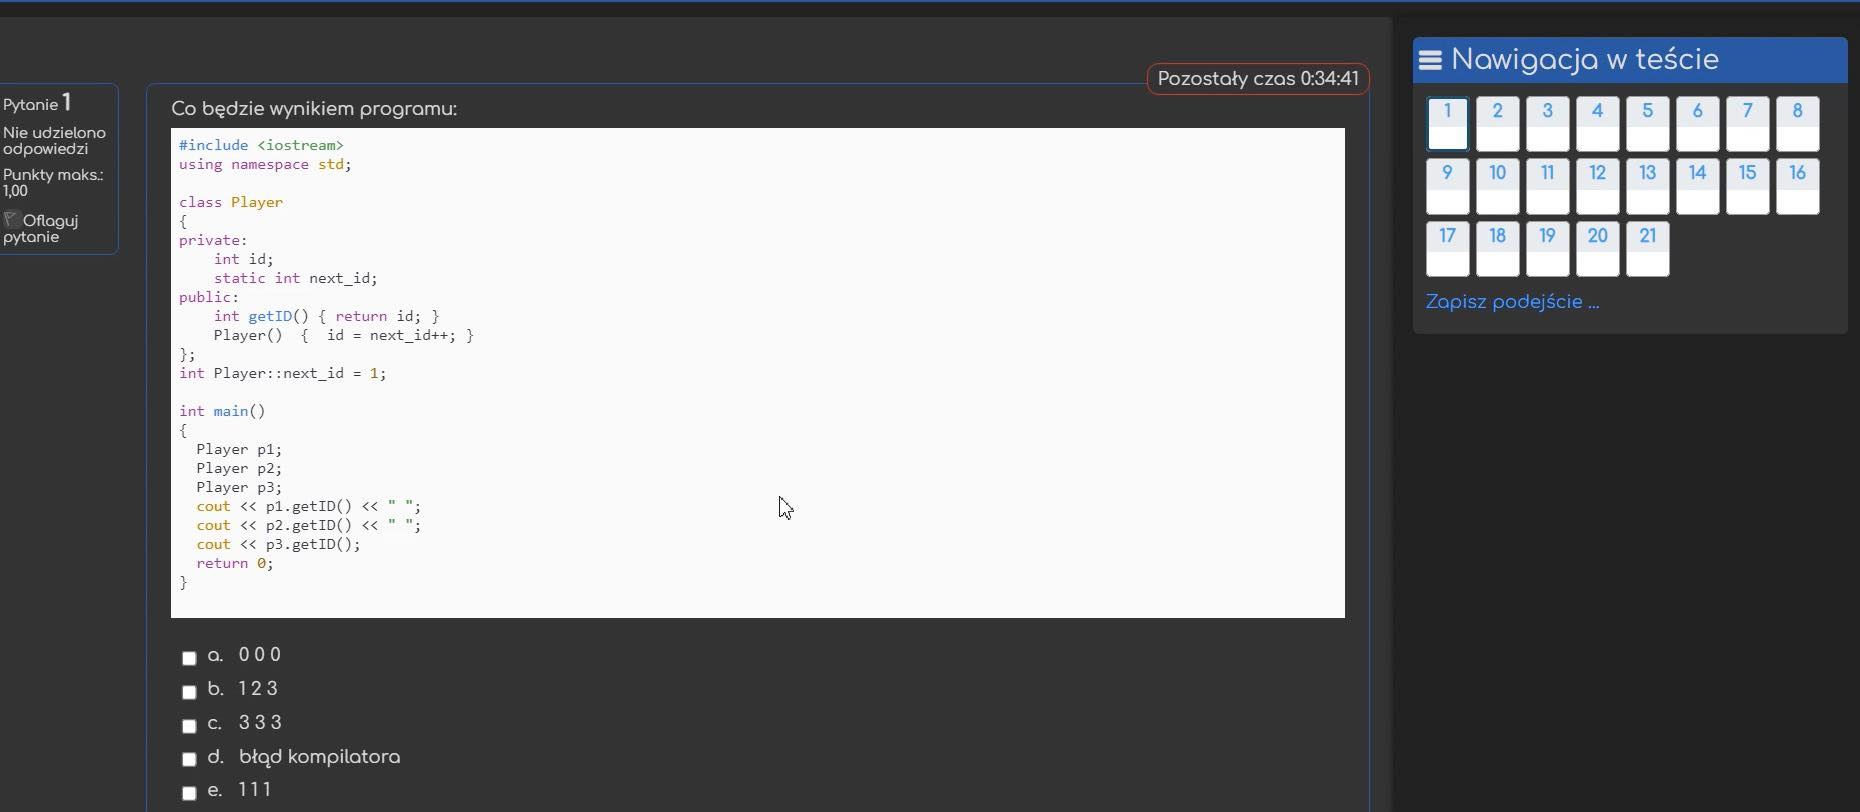 Pytanie 1
Nie udzielono
odpowiedzi
Punkty maks.:
1,00
Oflaguj
pytanie
Pozostały czas 0:34:41
Co będzie wynikiem programu:
#include <iostream>
using namespace std;
class Player
{
private:
    int id;
    static int next_id;
public:
    int getID() { return id; }
    Player()  {  id = next_id++; }
};
int Player::next_id = 1;
int main()
{
  Player p1;
  Player p2;
  Player p3;
  cout << p1.getID() << " ";
  cout << p2.getID() << " ";
  cout << p3.getID();
  return 0;
}
a. 0 0 0
b. 1 2 3
c. 3 3 3
d. błąd kompilatora
e. 1 1 1
Nawigacja w teście
1 2 3 4 5 6 7 8
9 10 11 12 13 14 15 16
17 18 19 20 21
Zapisz podejście ...